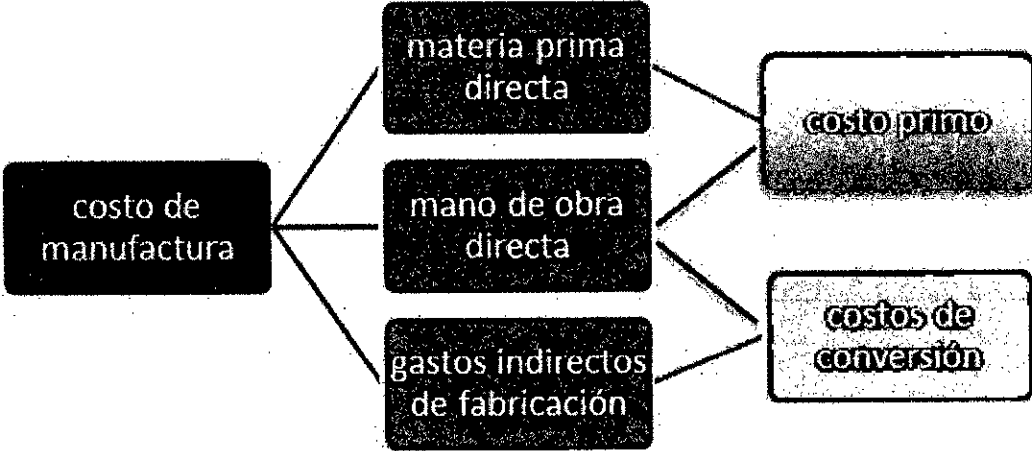 costo de
manufactura
materia prima
directa
mano de obra
directa
gastos indirectos
de fabricación
costo primo
costos de
conversión